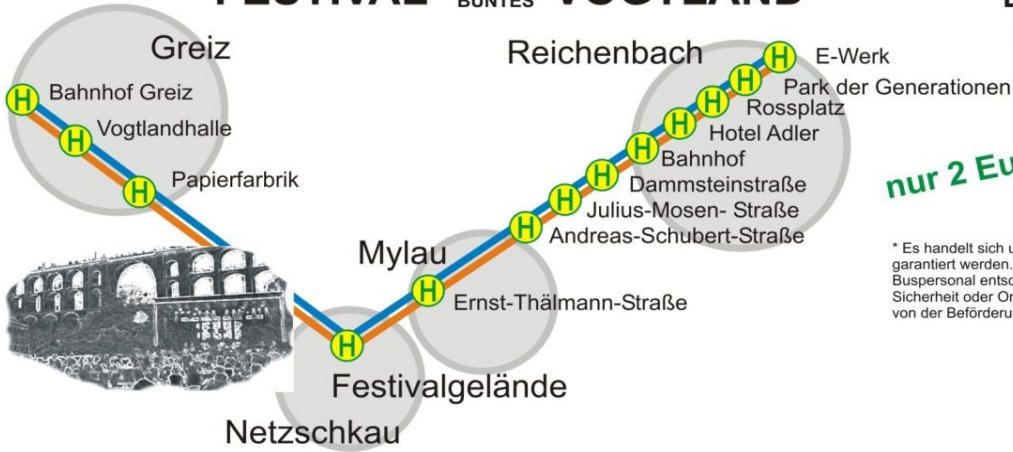 FESTIVAL BUNTES VOGTLAND
Greiz
H Bahnhof Greiz
H Vogtlandhalle
H Papierfarbrik
Reichenbach
H E-Werk
H Park der Generationen
H Rossplatz
H Hotel Adler
H Bahnhof
H Dammsteinstraße
H Julius-Mosen- Straße
H Andreas-Schubert-Straße
nur 2 Eu
Mylau
H Ernst-Thälmann-Straße
* Es handelt sich u
garantiert werden.
Buspersonal entsc
Sicherheit oder Or
von der Beförderu
H
Festivalgelände
Netzschkau